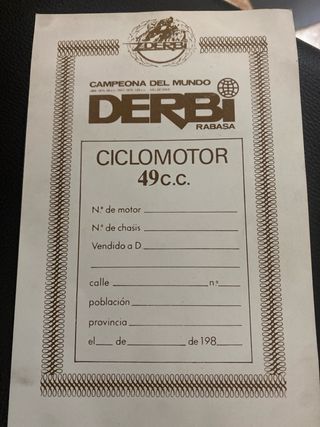 DERBI
CAMPEONA DEL MUNDO
DERBi
RABASA
CICLOMOTOR
49 C.C.
N.º de motor
N.º de chasis
Vendido a D.
calle nº
población
provincia
el de de 198